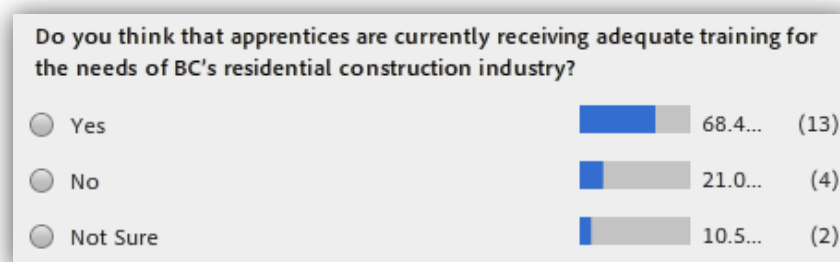 Do you think that apprentices are currently receiving adequate training for
the needs of BC's residential construction industry?
Yes 68.4... (13)
No 21.0... (4)
Not Sure 10.5... (2)